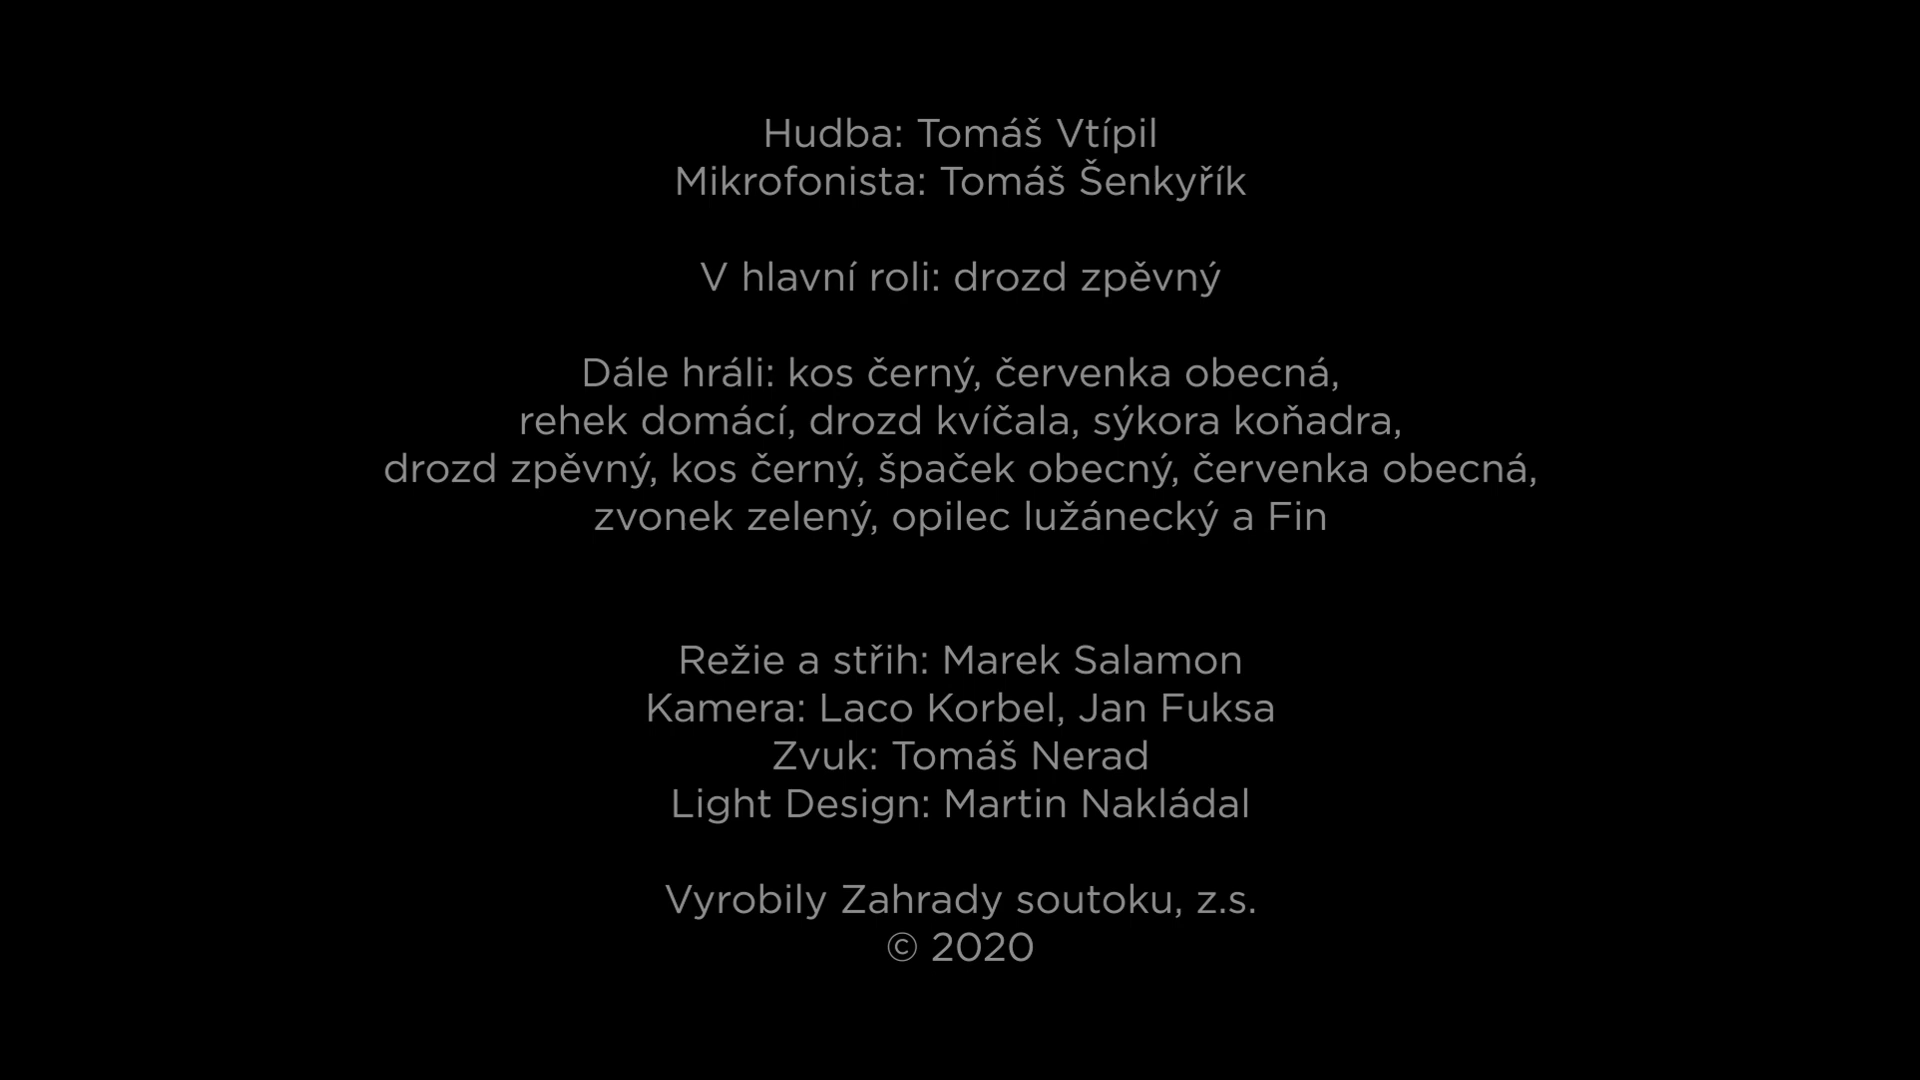 Hudba: Tomáš Vtípil
Mikrofonista: Tomáš Šenkyřík
V hlavní roli: drozd zpěvný
Dále hráli: kos černý, červenka obecná,
rehek domácí, drozd kvíčala, sýkora koňadra,
drozd zpěvný, kos černý, špaček obecný, červenka obecná,
zvonek zelený, opilec lužánecký a Fin
Režie a střih: Marek Salamon
Kamera: Laco Korbel, Jan Fuksa
Zvuk: Tomáš Nerad
Light Design: Martin Nakládal
Vyrobily Zahrady soutoku, z.s.
© 2020